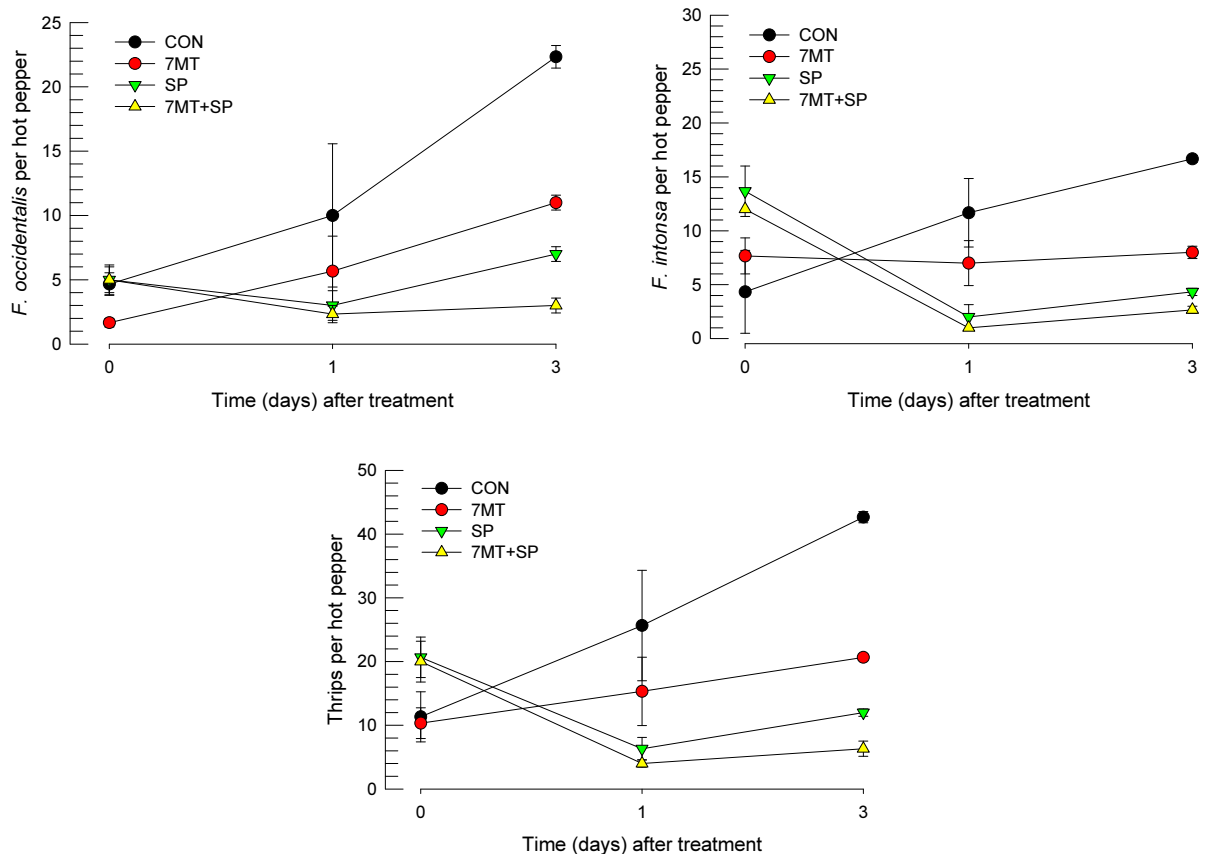 F. occidentalis per hot pepper
25
20
15
10
5
0
CON
7MT
SP
7MT+SP
0
1
3
Time (days) after treatment
F. intonsa per hot pepper
30
25
20
15
10
5
0
CON
7MT
SP
7MT+SP
0
1
3
Time (days) after treatment
Thrips per hot pepper
50
40
30
20
10
0
CON
7MT
SP
7MT+SP
0
1
3
Time (days) after treatment